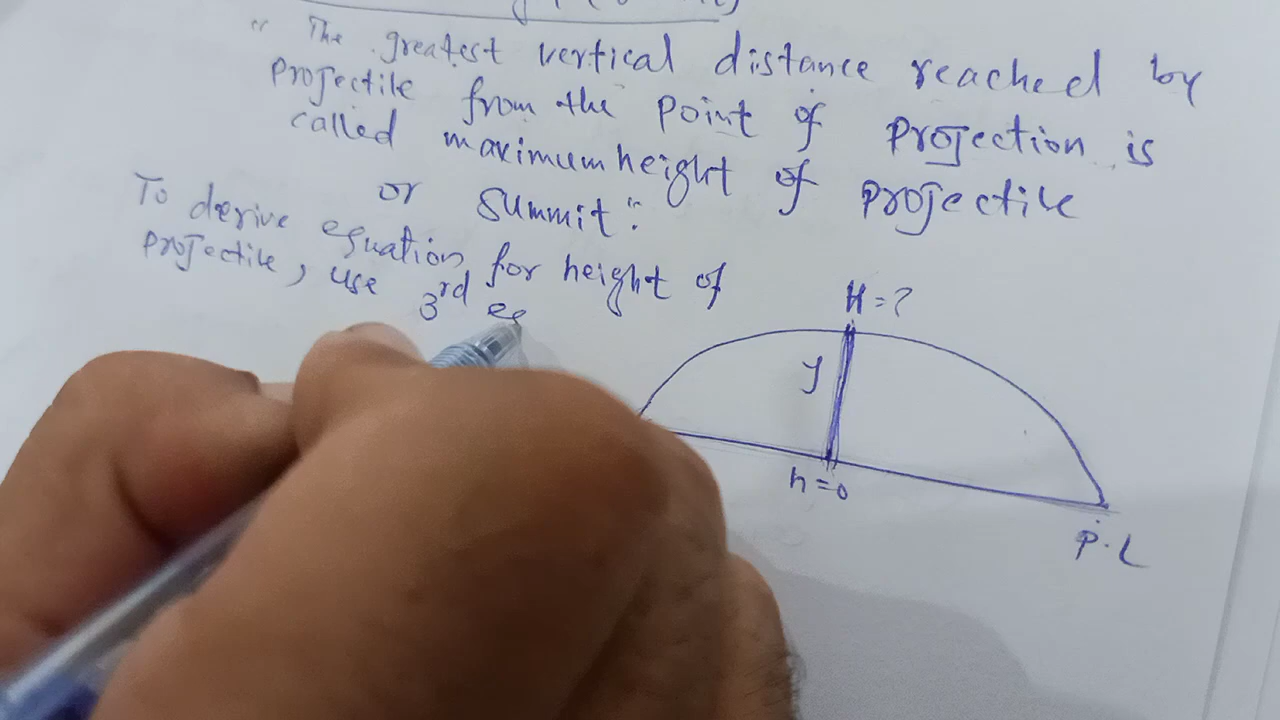 " The greatest vertical distance reached by
projectile from the point of projection is
called maximum height of projectile
or summit".
To derive equation for height of
projectile, use 3rd eq
H = ?
y
h = 0
P. L